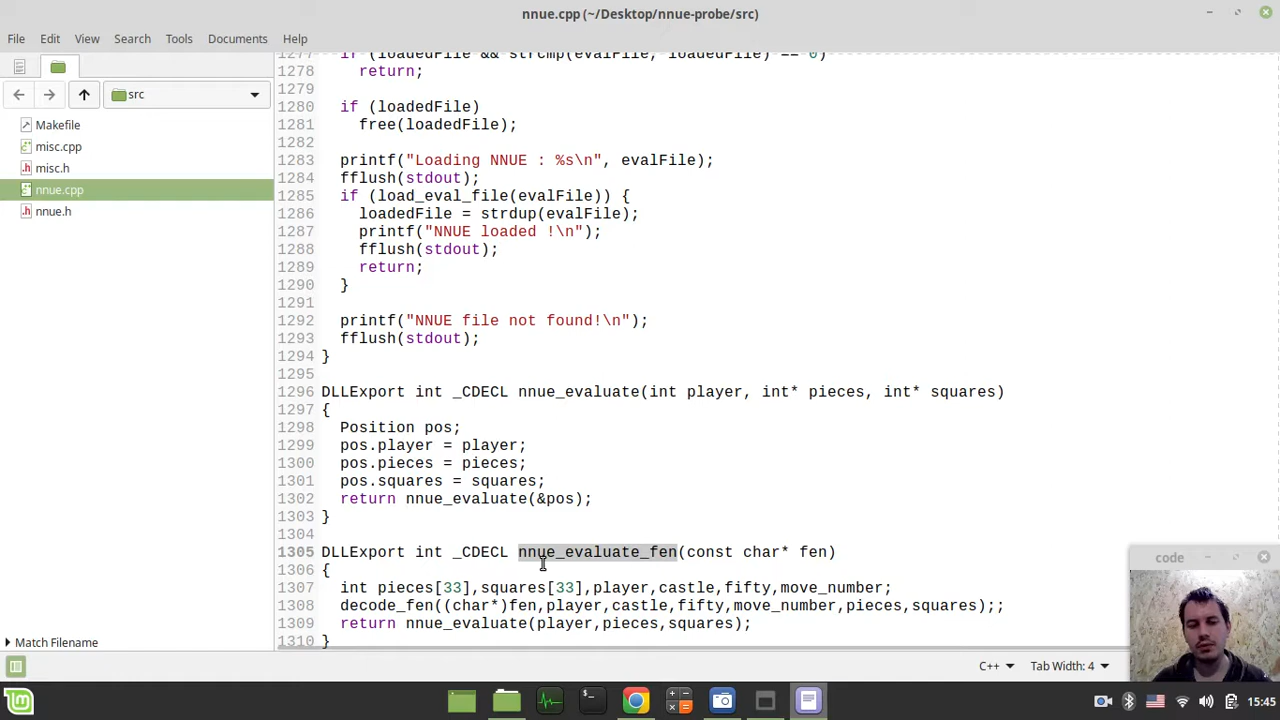 nnue.cpp (~/Desktop/nnue-probe/src)
File Edit View Search Tools Documents Help
src
Makefile
misc.cpp
misc.h
nnue.cpp
nnue.h
Match Filename
1277 if (loadedFile && strcmp(evalFile, loadedFile) == 0)
1278 return;
1279
1280 if (loadedFile)
1281 free(loadedFile);
1282
1283 printf("Loading NNUE : %s\n", evalFile);
1284 fflush(stdout);
1285 if (load_eval_file(evalFile)) {
1286 loadedFile = strdup(evalFile);
1287 printf("NNUE loaded !\n");
1288 fflush(stdout);
1289 return;
1290 }
1291
1292 printf("NNUE file not found!\n");
1293 fflush(stdout);
1294 }
1295
1296 DLLExport int _CDECL nnue_evaluate(int player, int* pieces, int* squares)
1297 {
1298 Position pos;
1299 pos.player = player;
1300 pos.pieces = pieces;
1301 pos.squares = squares;
1302 return nnue_evaluate(&pos);
1303 }
1304
1305 DLLExport int _CDECL nnue_evaluate_fen(const char* fen)
1306 {
1307 int pieces[33],squares[33],player,castle,fifty,move_number;
1308 decode_fen((char*)fen,player,castle,fifty,move_number,pieces,squares);;
1309 return nnue_evaluate(player,pieces,squares);
1310 }
code
C++ Tab Width: 4
15:45